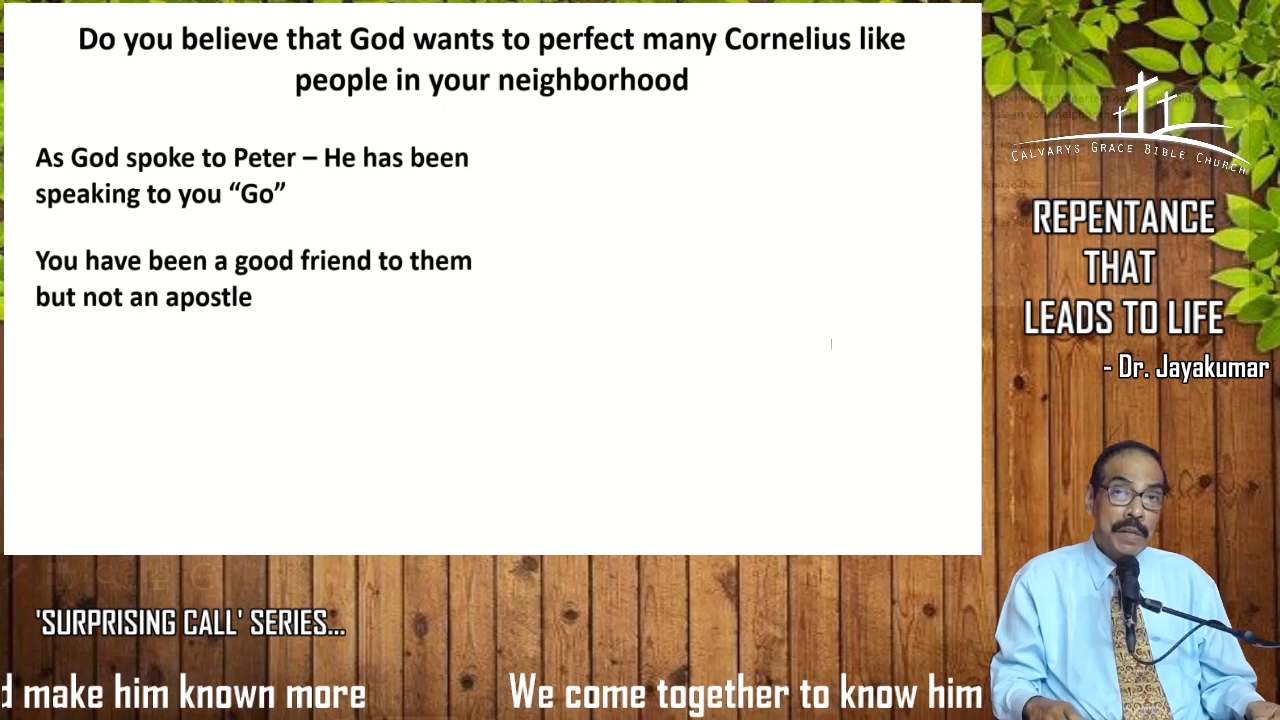 Do you believe that God wants to perfect many Cornelius like
people in your neighborhood
As God spoke to Peter – He has been
speaking to you “Go”
You have been a good friend to them
but not an apostle
CALVARYS GRACE BIBLE CHURCH
REPENTANCE
THAT
LEADS TO LIFE
- Dr. Jayakumar
'SURPRISING CALL' SERIES...
d make him known more We come together to know him